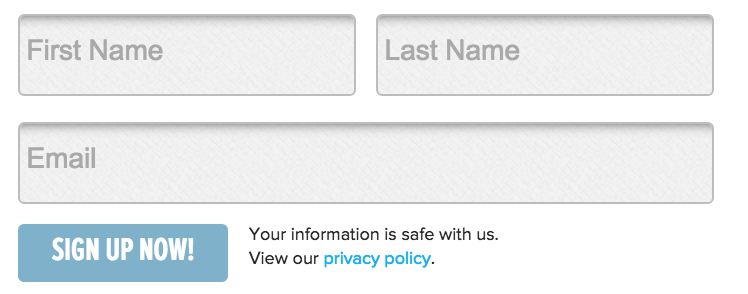 First Name Last Name
Email
SIGN UP NOW!
Your information is safe with us.
View our privacy policy.